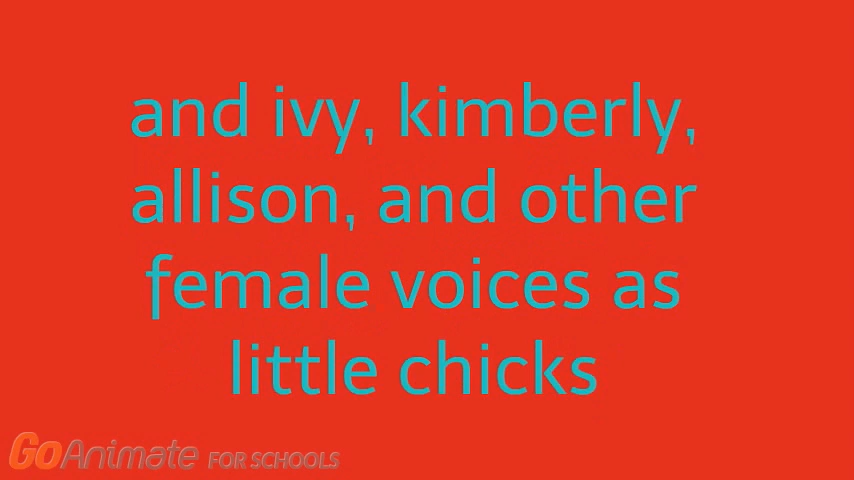 and ivy, kimberly,
allison, and other
female voices as
little chicks
GoAnimate FOR SCHOOLS